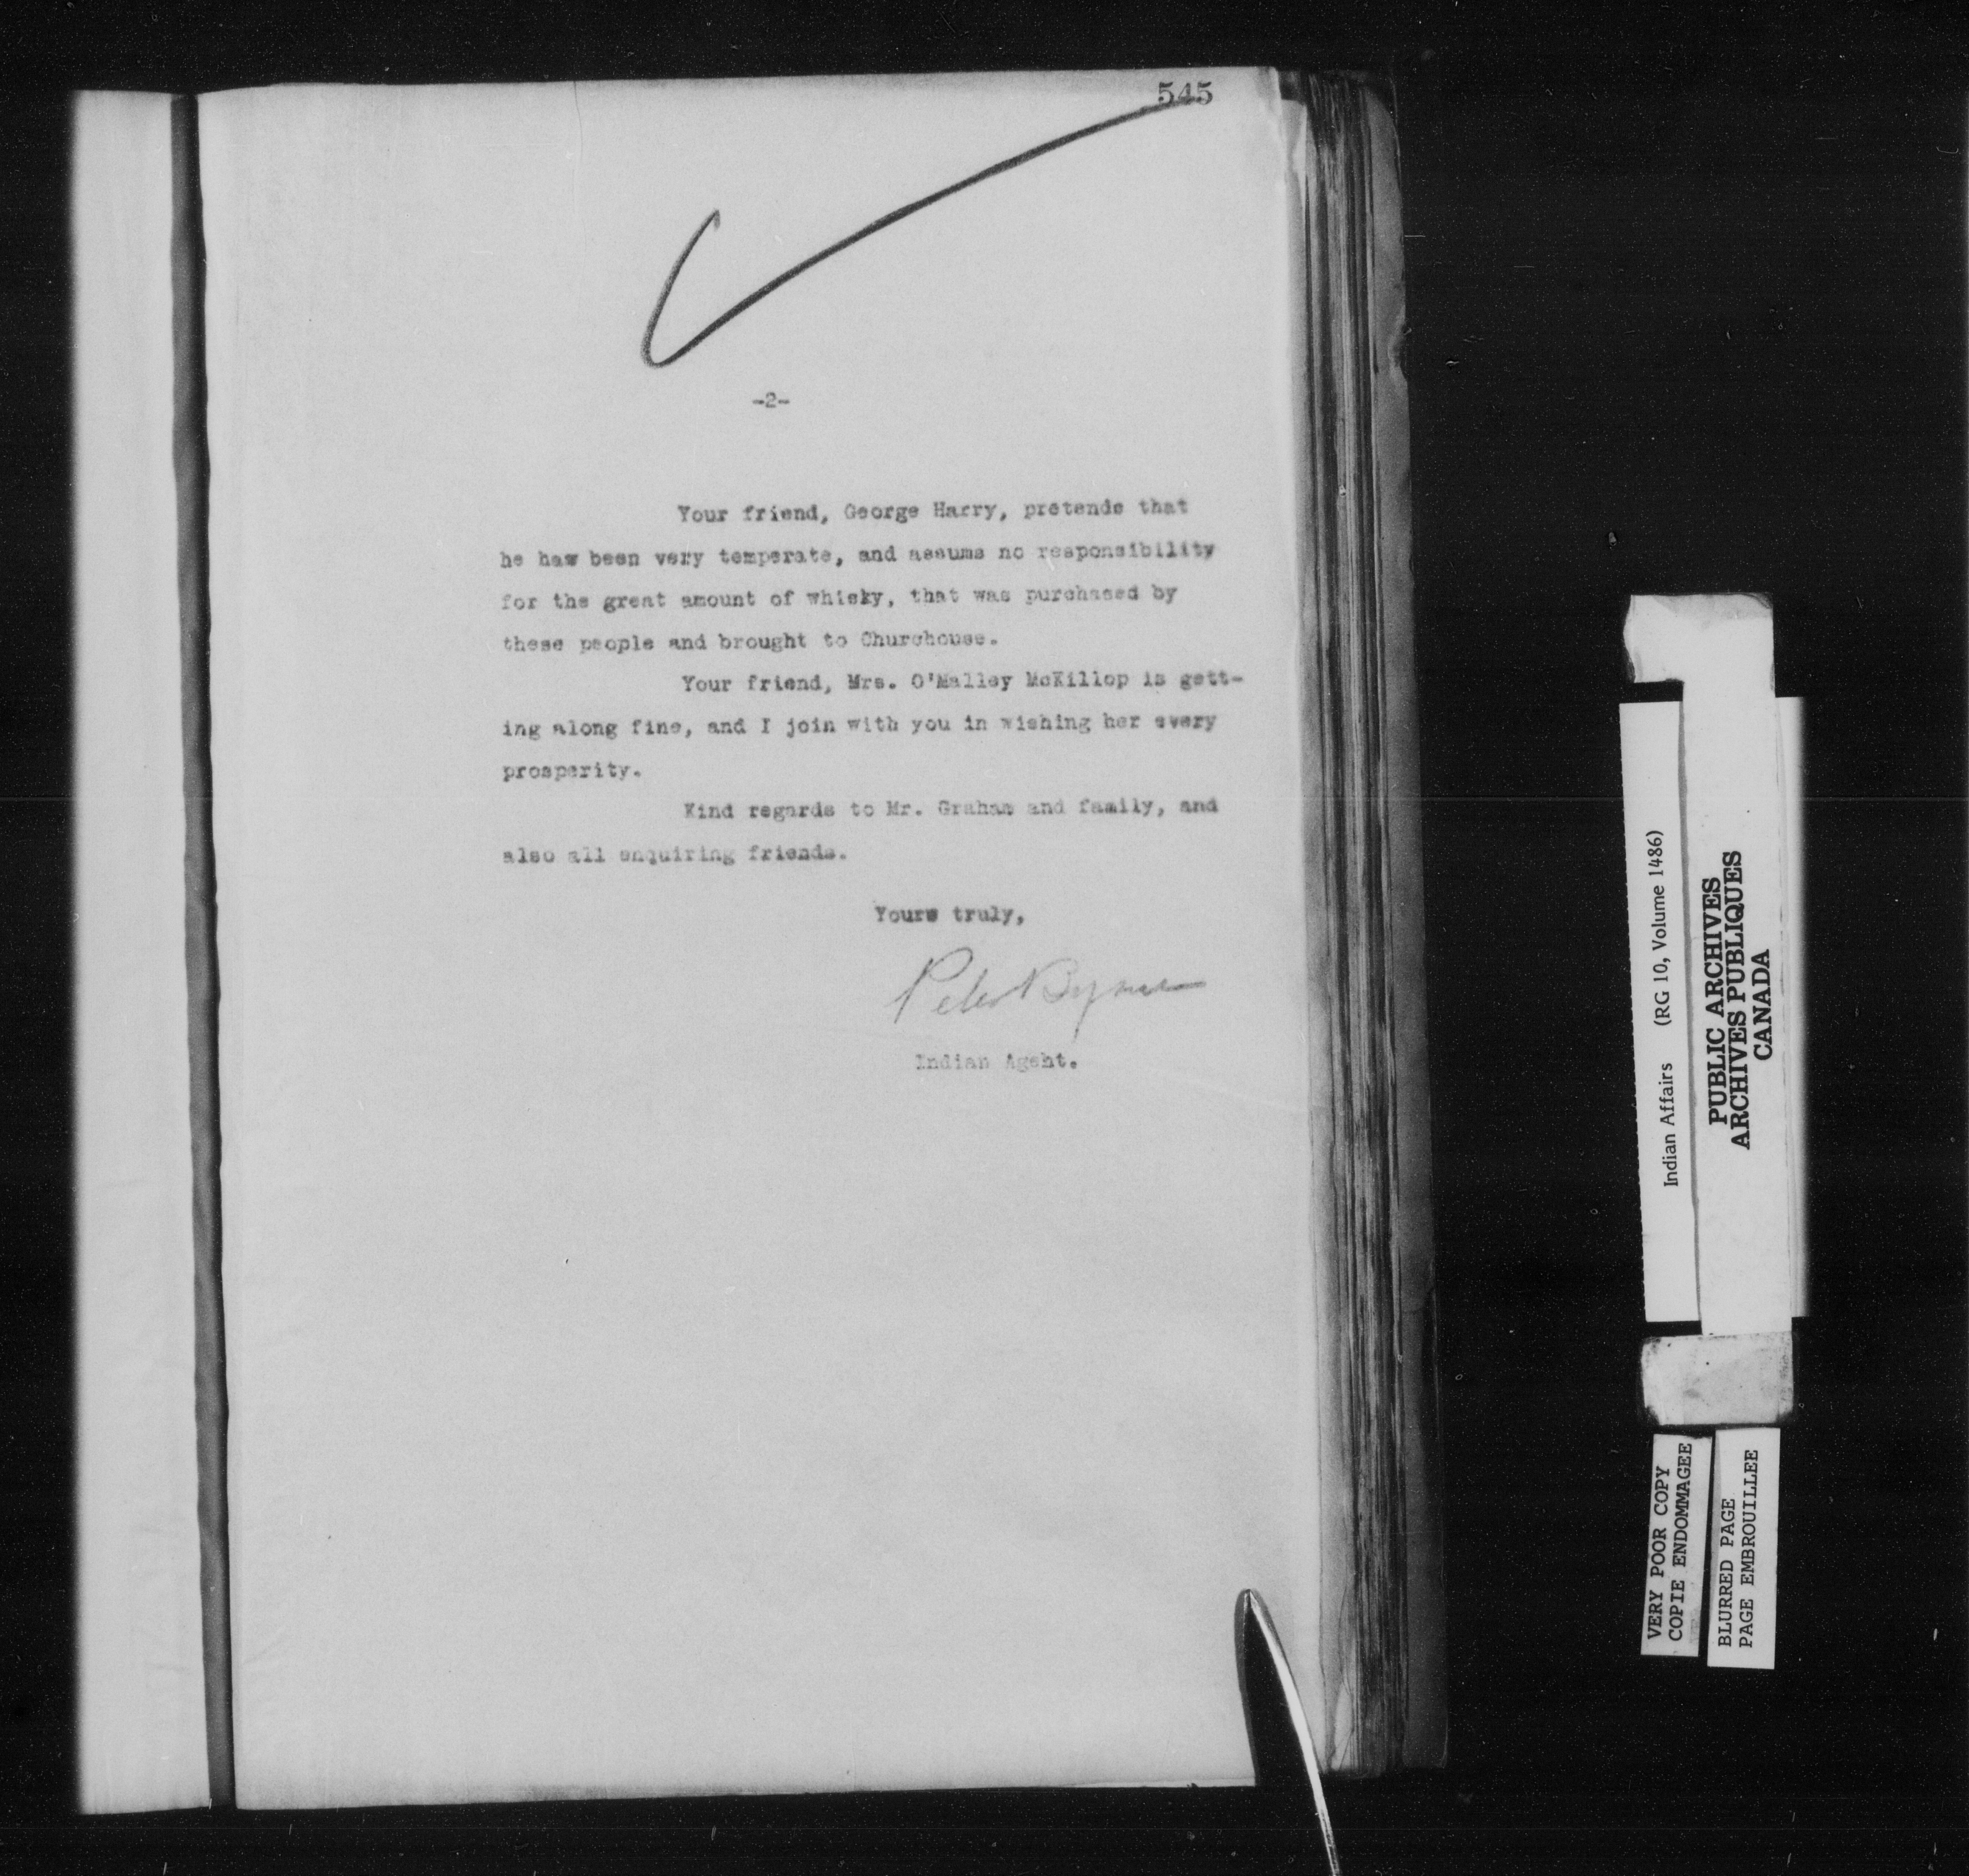 545
-2-
Your friend, George Harry, pretends that
he haw been very temperate, and assums no responsibility
for the great amount of whisky, that was purchased by
these people and brought to Churchouse.
Your friend, Mrs. O'Malley McKillop is gett-
ing along fine, and I join with you in wishing her every
prosperity.
Kind regards to Mr. Graham and family, and
also all enquiring friends.
Yours truly,
Peter Byrne
Indian Agent.
Indian Affairs (RG 10, Volume 1486)
PUBLIC ARCHIVES
ARCHIVES PUBLIQUES
CANADA
VERY POOR COPY
COPIE ENDOMMAGEE
BLURRED PAGE
PAGE EMBROUILLEE